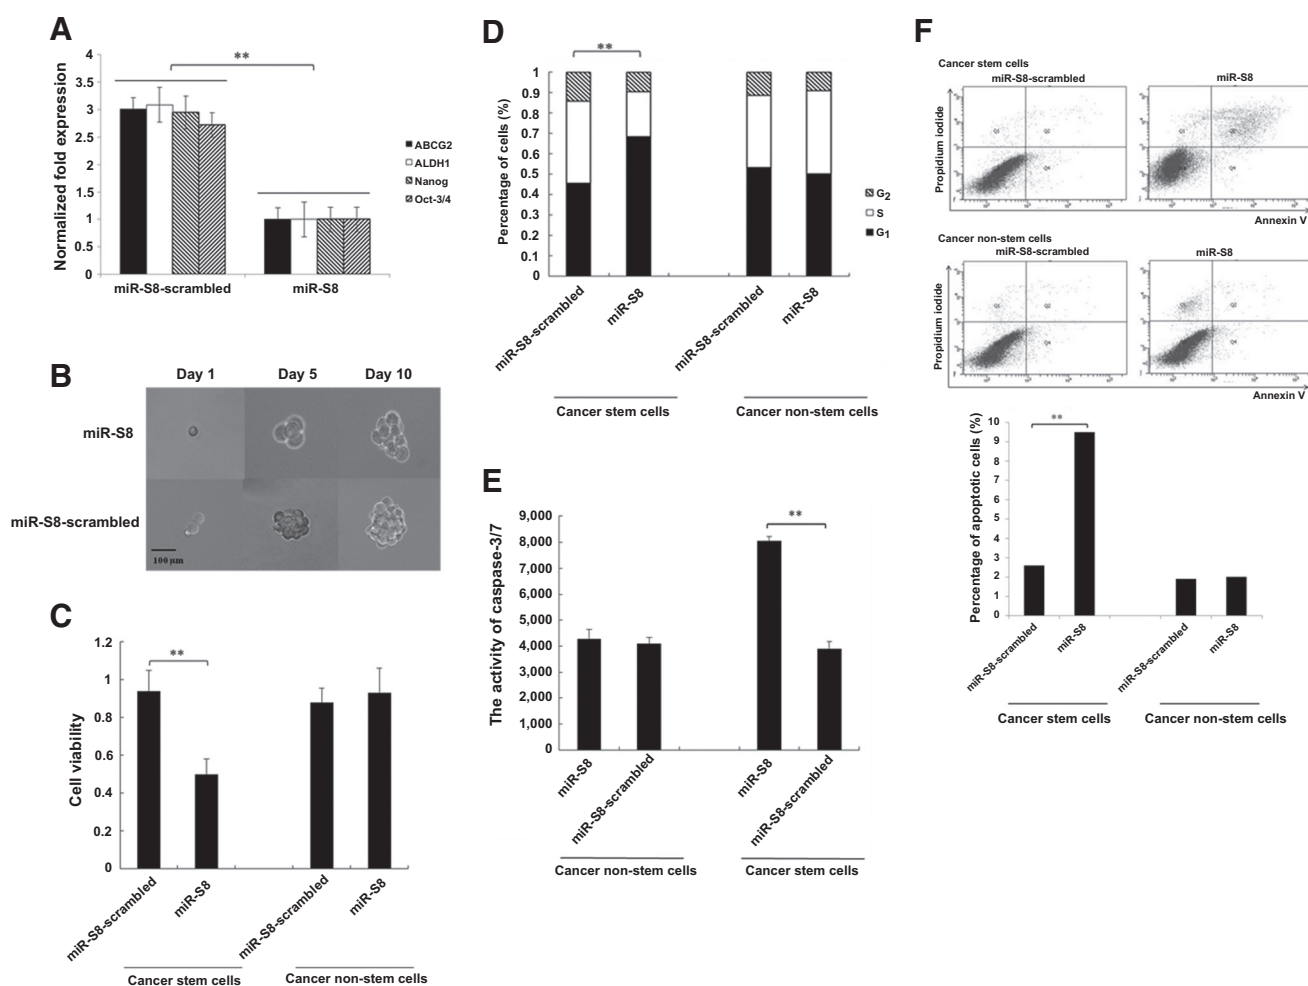 A
Normalized fold expression
4
3.5
3
2.5
2
1.5
1
0.5
0
**
miR-S8-scrambled
miR-S8
ABCG2
ALDH1
Nanog
Oct-3/4
B
Day 1
Day 5
Day 10
miR-S8
miR-S8-scrambled
100 µm
C
Cell viability
1.2
1
0.8
0.6
0.4
0.2
0
**
miR-S8-scrambled
miR-S8
miR-S8-scrambled
miR-S8
Cancer stem cells
Cancer non-stem cells
D
Percentage of cells (%)
1
0.9
0.8
0.7
0.6
0.5
0.4
0.3
0.2
0.1
0
**
G2
S
G1
miR-S8-scrambled
miR-S8
miR-S8-scrambled
miR-S8
Cancer stem cells
Cancer non-stem cells
E
The activity of caspase-3/7
9,000
8,000
7,000
6,000
5,000
4,000
3,000
2,000
1,000
0
**
miR-S8
miR-S8-scrambled
miR-S8
miR-S8-scrambled
Cancer non-stem cells
Cancer stem cells
F
Cancer stem cells
miR-S8-scrambled
miR-S8
Propidium iodide
Annexin V
Cancer non-stem cells
miR-S8-scrambled
miR-S8
Propidium iodide
Annexin V
Percentage of apoptotic cells (%)
10
9
8
7
6
5
4
3
2
1
0
**
miR-S8-scrambled
miR-S8
miR-S8-scrambled
miR-S8
Cancer stem cells
Cancer non-stem cells